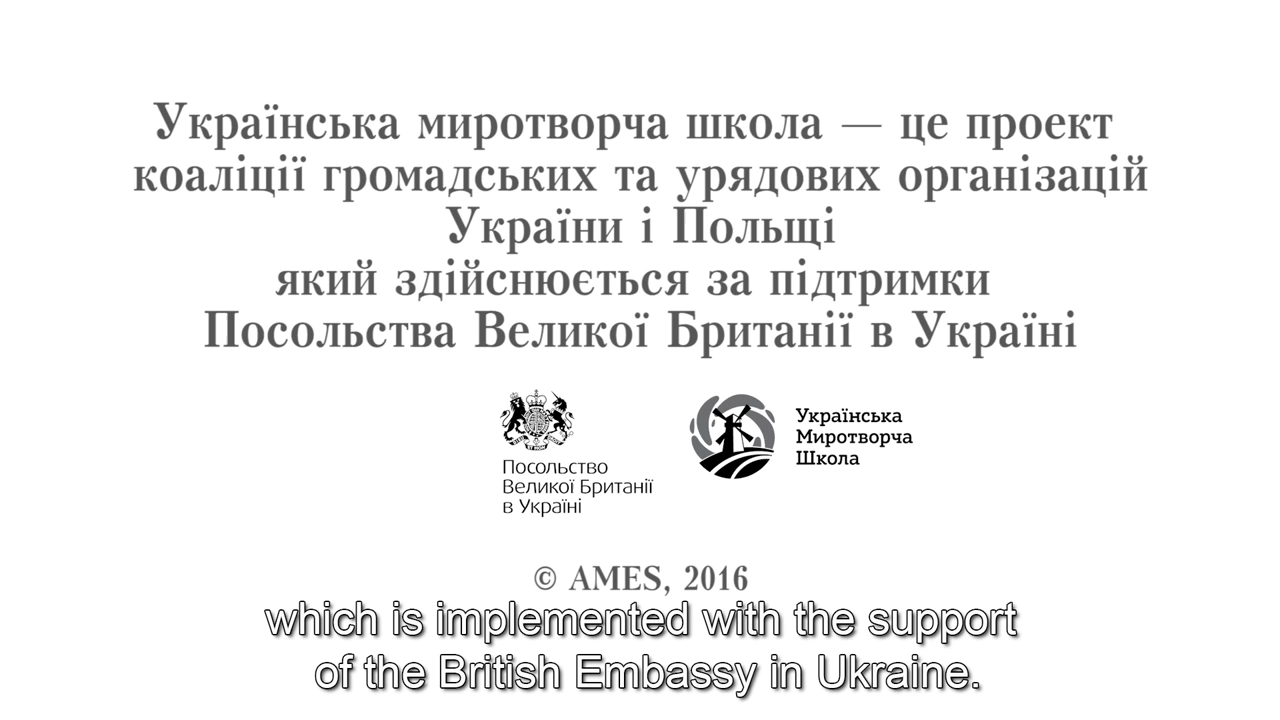 Українська миротворча школа — це проект
коаліції громадських та урядових організацій
України і Польщі
який здійснюється за підтримки
Посольства Великої Британії в Україні
Посольство
Великої Британії
в Україні
Українська
Миротворча
Школа
© AMES, 2016
which is implemented with the support
of the British Embassy in Ukraine.